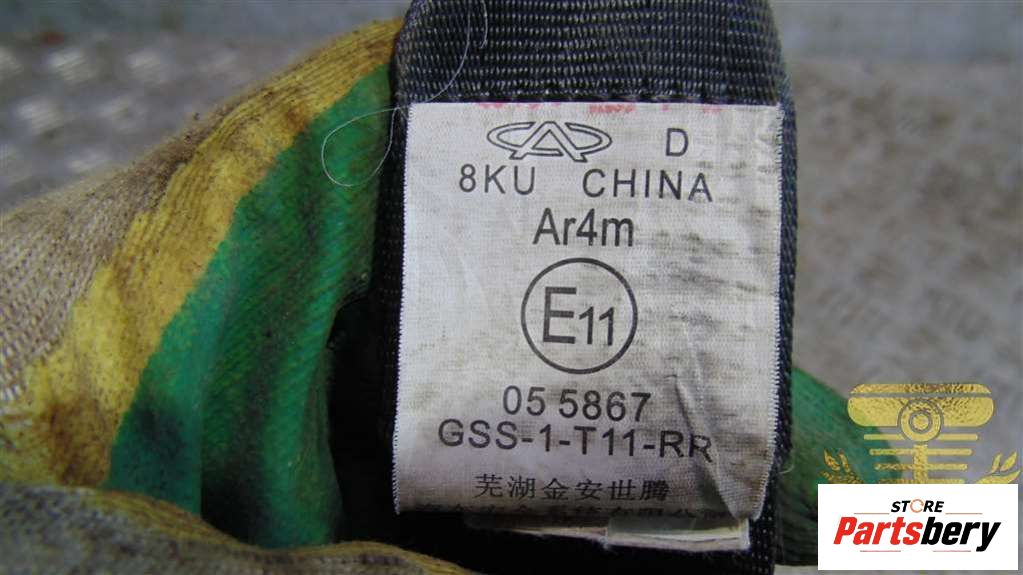 D
8KU CHINA
Ar4m
E11
05 5867
GSS-1-T11-RR
芜湖金安世腾
STORE
Partsbery